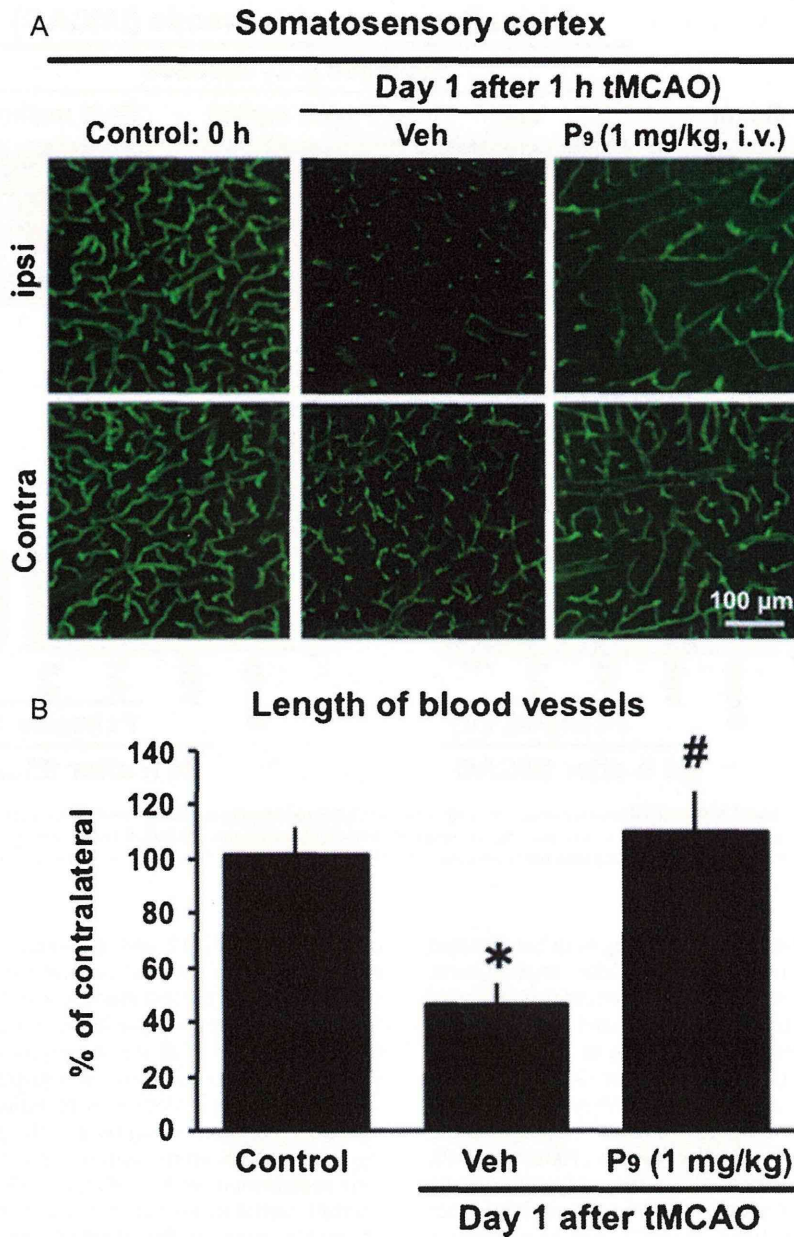 A
Somatosensory cortex
Day 1 after 1 h tMCAO)
Control: 0 h
Veh
P9 (1 mg/kg, i.v.)
ipsi
Contra
100 μm
B
Length of blood vessels
% of contralateral
140
120
100
80
60
40
20
0
*
#
Control
Veh
P9 (1 mg/kg)
Day 1 after tMCAO